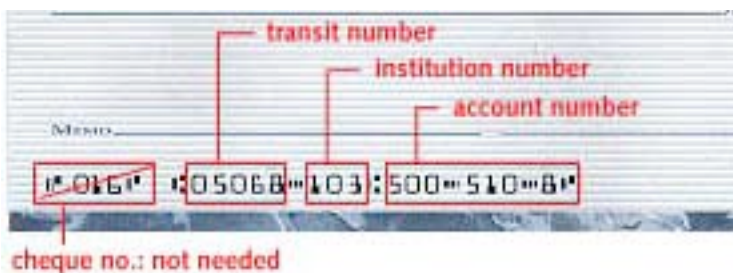 transit number
institution number
account number
Memo
⑈016⑈ ⑆05068⑉103⑆500⑉510⑉8⑈
cheque no.: not needed